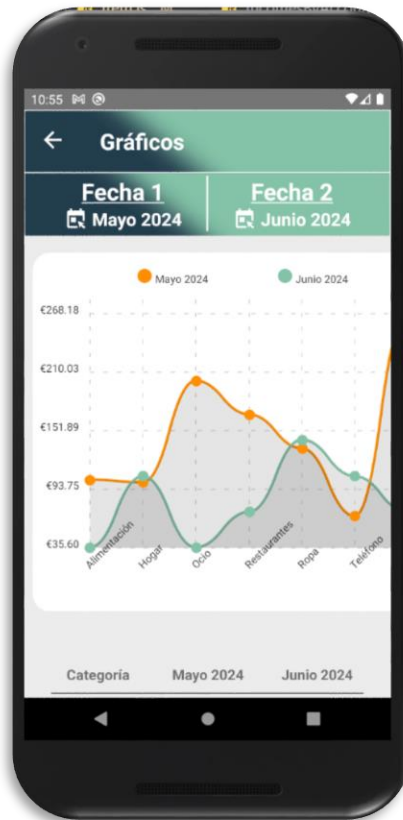 10:55
Gráficos
Fecha 1
Mayo 2024
Fecha 2
Junio 2024
Mayo 2024
Junio 2024
€268.18
€210.03
€151.89
€93.75
€35.60
Alimentación
Hogar
Ocio
Restaurantes
Ropa
Teléfono
Categoría Mayo 2024 Junio 2024